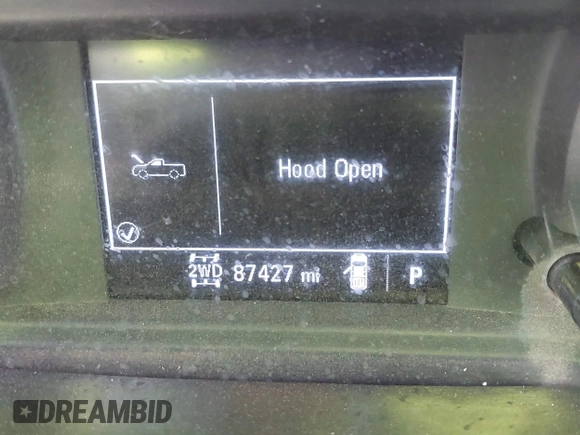 Hood Open
2WD 87427 mi P
DREAMBID